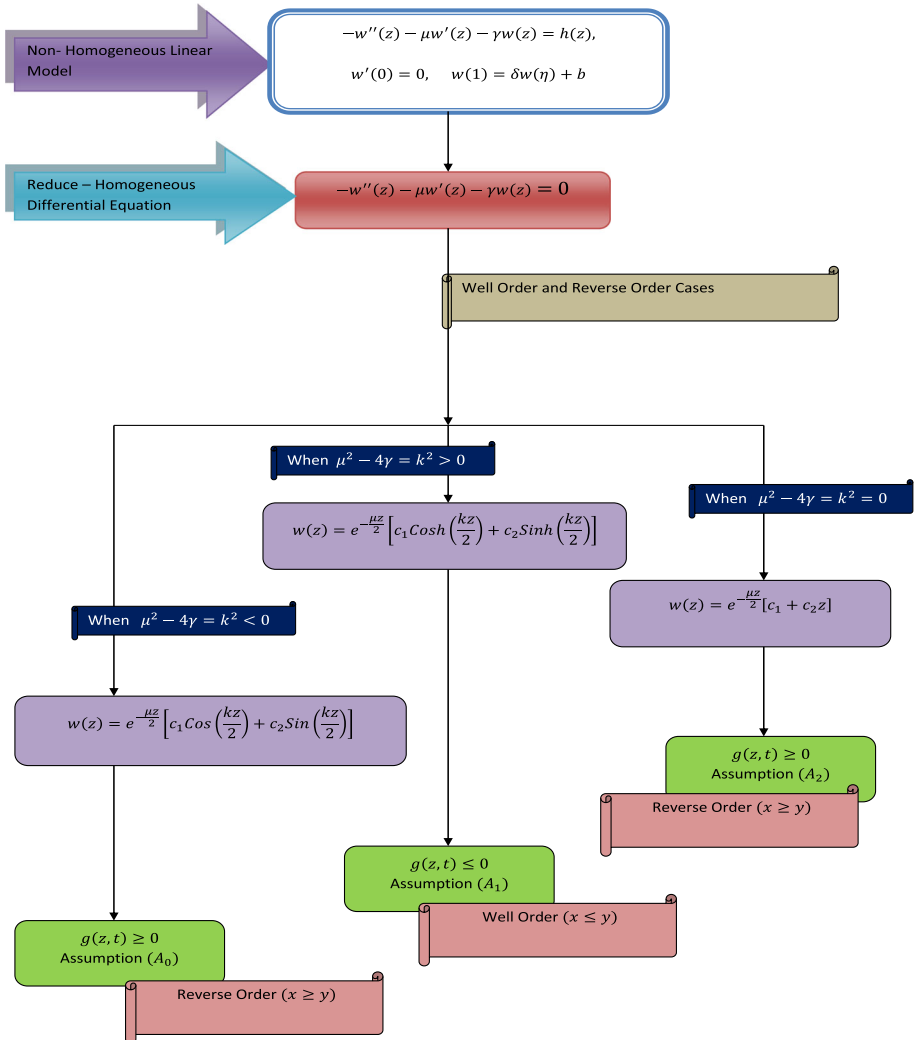 Non- Homogeneous Linear
Model
−w′′(z) − μw′(z) − γw(z) = h(z),
w′(0) = 0, w(1) = δw(η) + b
Reduce – Homogeneous
Differential Equation
−w′′(z) − μw′(z) − γw(z) = 0
Well Order and Reverse Order Cases
When μ² − 4γ = k² > 0
When μ² − 4γ = k² = 0
w(z) = e^{−μz/2} [c₁Cosh (kz/2) + c₂Sinh (kz/2)]
w(z) = e^{−μz/2} [c₁ + c₂z]
When μ² − 4γ = k² < 0
w(z) = e^{−μz/2} [c₁Cos (kz/2) + c₂Sin (kz/2)]
g(z, t) ≥ 0
Assumption (A₂)
Reverse Order (x ≥ y)
g(z, t) ≤ 0
Assumption (A₁)
Well Order (x ≤ y)
g(z, t) ≥ 0
Assumption (A₀)
Reverse Order (x ≥ y)